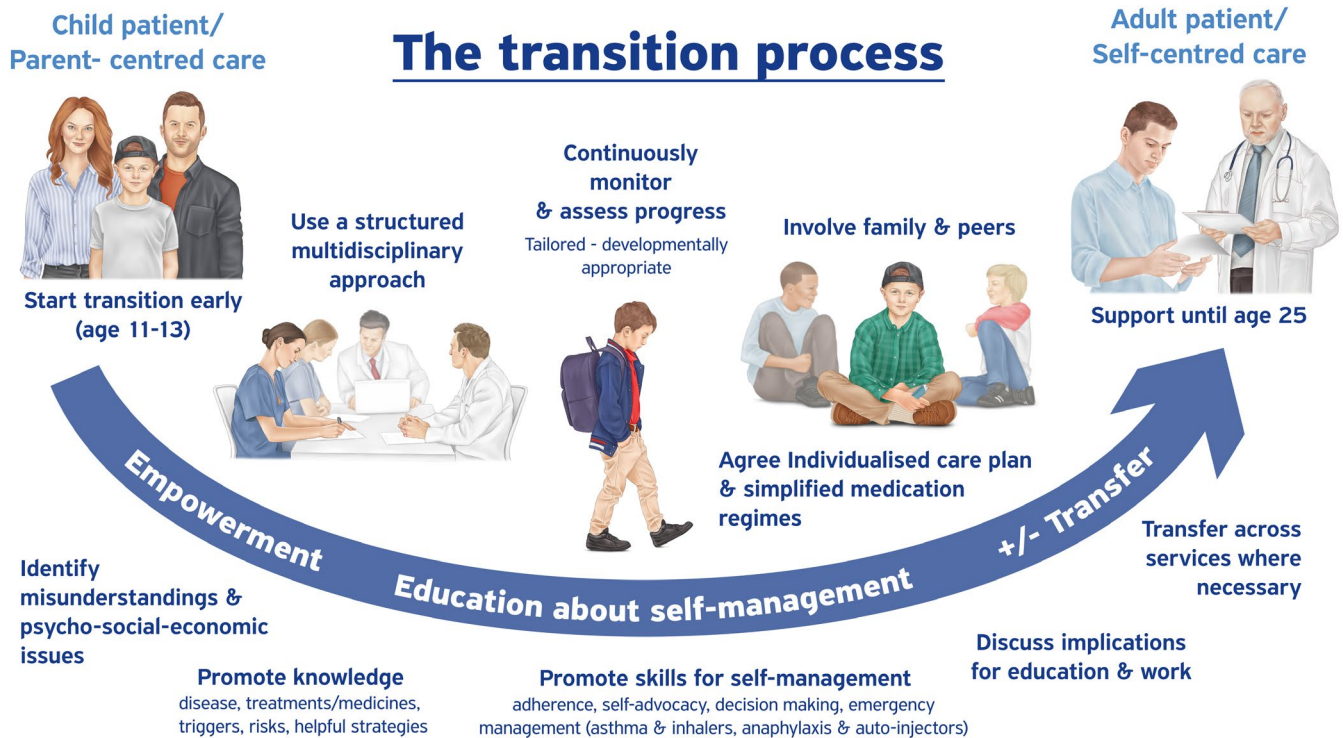 Child patient/
Parent- centred care
The transition process
Adult patient/
Self-centred care
Start transition early
(age 11-13)
Use a structured
multidisciplinary
approach
Continuously
monitor
& assess progress
Tailored - developmentally
appropriate
Involve family & peers
Support until age 25
Agree Individualised care plan
& simplified medication
regimes
Empowerment
Education about self-management
+/- Transfer
Identify
misunderstandings &
psycho-social-economic
issues
Promote knowledge
disease, treatments/medicines,
triggers, risks, helpful strategies
Promote skills for self-management
adherence, self-advocacy, decision making, emergency
management (asthma & inhalers, anaphylaxis & auto-injectors)
Discuss implications
for education & work
Transfer across
services where
necessary